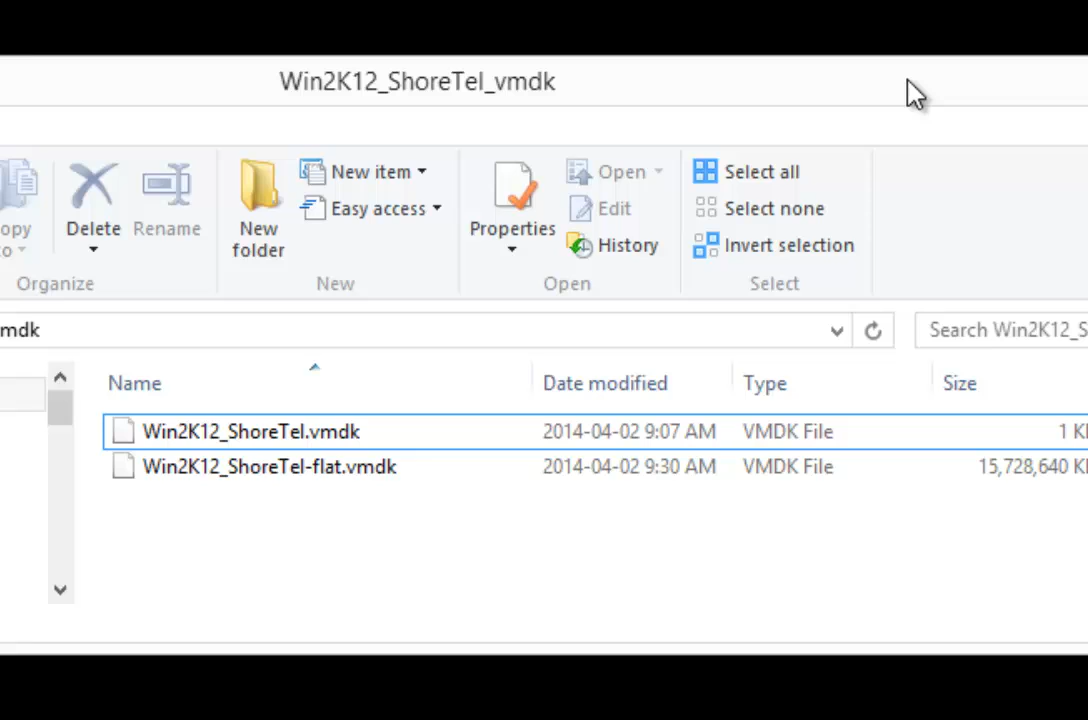 Win2K12_ShoreTel_vmdk
New item
Open
Select all
Easy access
Edit
Select none
Delete
Rename
New folder
Properties
History
Invert selection
Organize
New
Open
Select
Search
Name
Date modified
Type
Size
Win2K12_ShoreTel.vmdk
2014-04-02 9:07 AM
VMDK File
1
Win2K12_ShoreTel-flat.vmdk
2014-04-02 9:30 AM
VMDK File
15,728,640